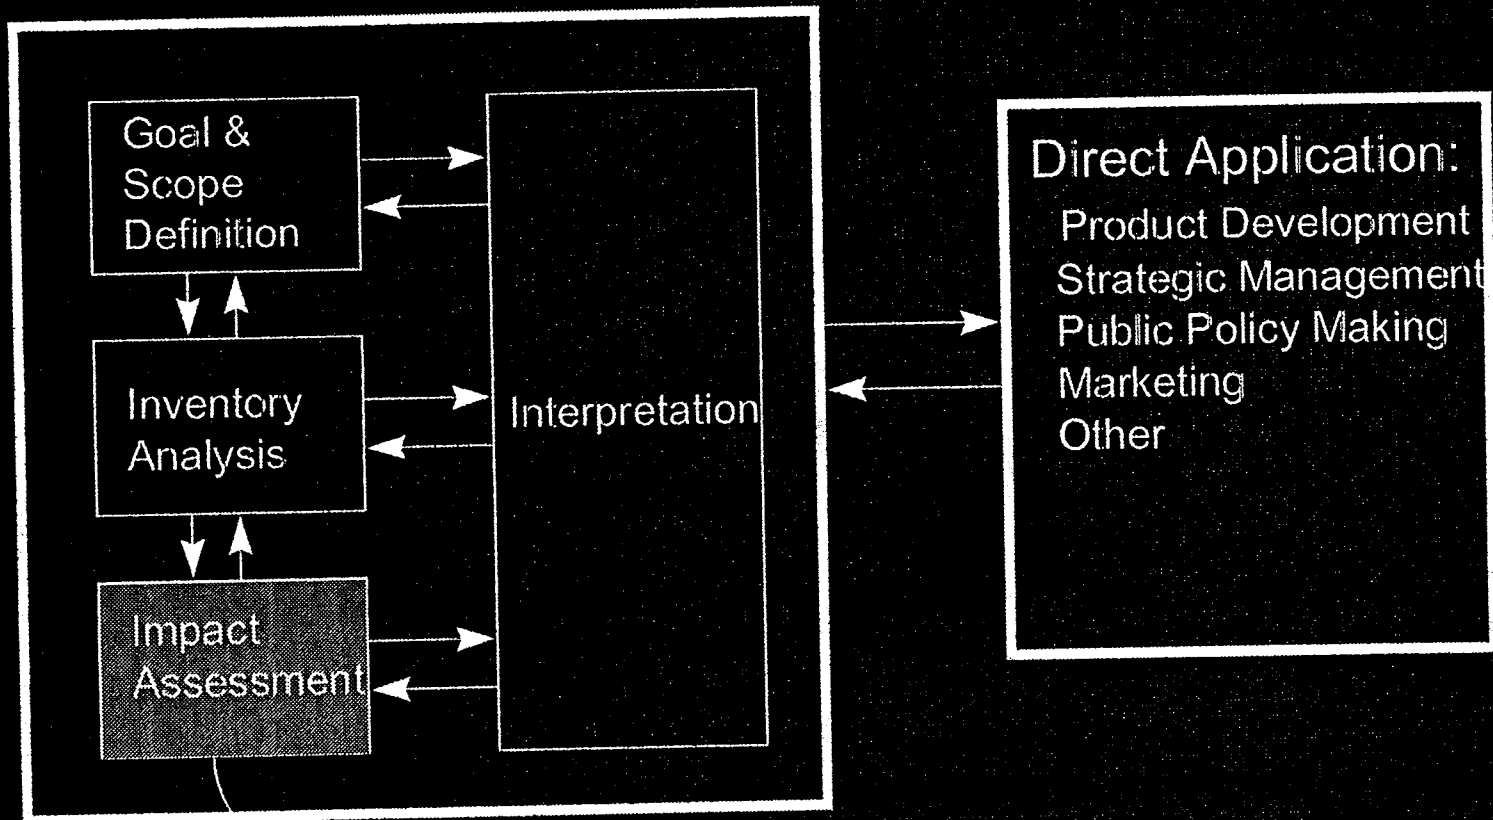 Goal &
Scope
Definition
Inventory
Analysis
Impact
Assessment
Interpretation
Direct Application:
Product Development
Strategic Management
Public Policy Making
Marketing
Other